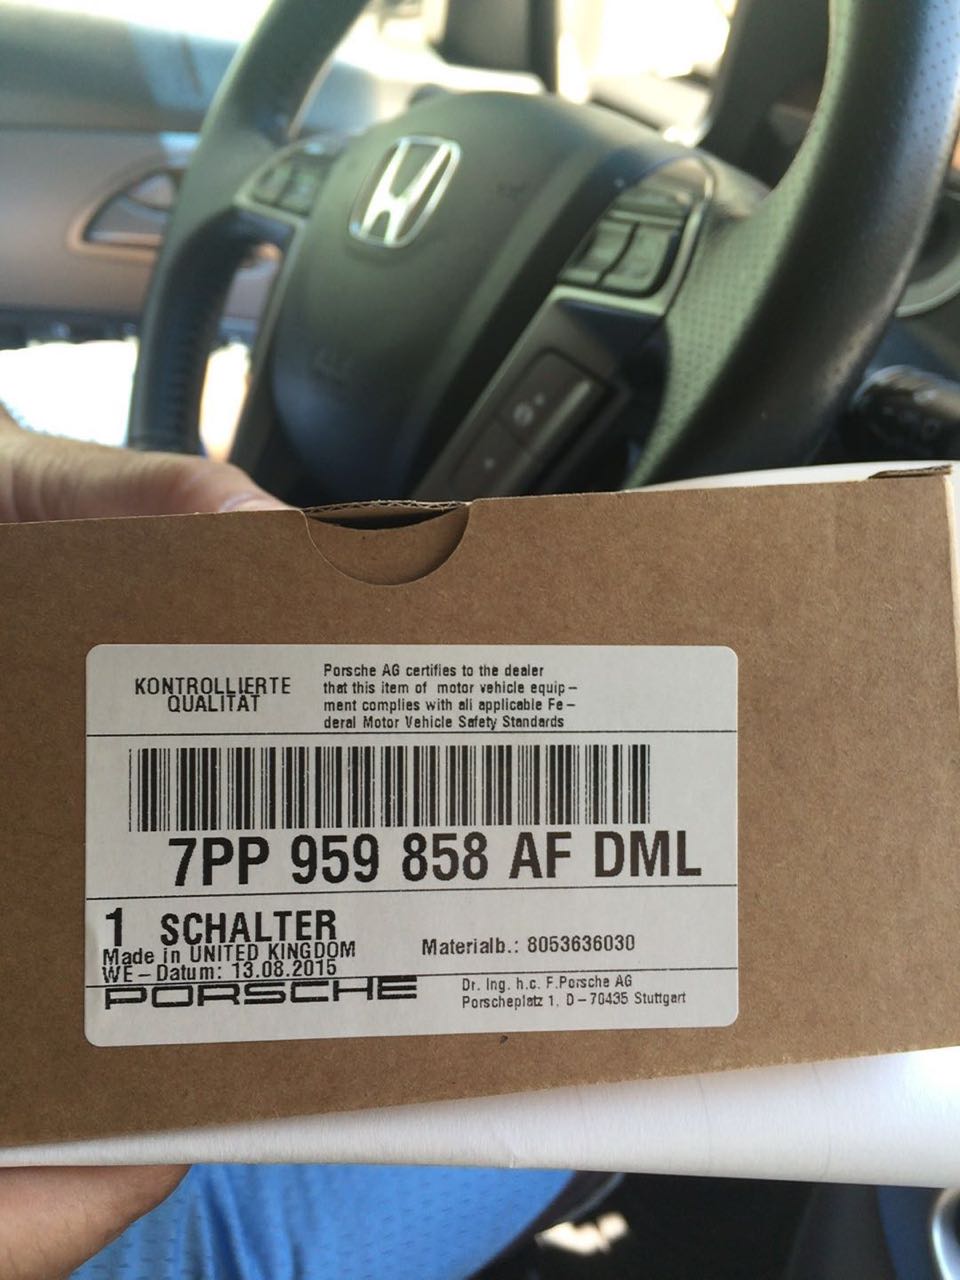 KONTROLLIERTE
QUALITÄT
Porsche AG certifies to the dealer
that this item of motor vehicle equip-
ment complies with all applicable Fe-
deral Motor Vehicle Safety Standards
7PP 959 858 AF DML
1 SCHALTER
Made in UNITED KINGDOM
WE-Datum: 13.08.2015
Materialb.: 8053636030
PORSCHE
Dr. Ing. h.c. F.Porsche AG
Porscheplatz 1, D-70435 Stuttgart